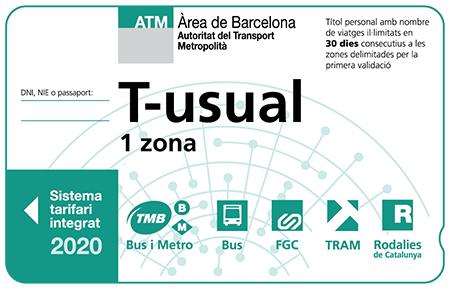 ATM Àrea de Barcelona
Autoritat del Transport
Metropolità
Títol personal amb nombre
de viatges il·limitats en
30 dies consecutius a les
zones delimitades per la
primera validació
DNI, NIE o passaport:
T-usual
1 zona
Sistema
tarifari
integrat
2020
TMB B M
Bus i Metro
Bus
FGC
TRAM
R
Rodalies
de Catalunya